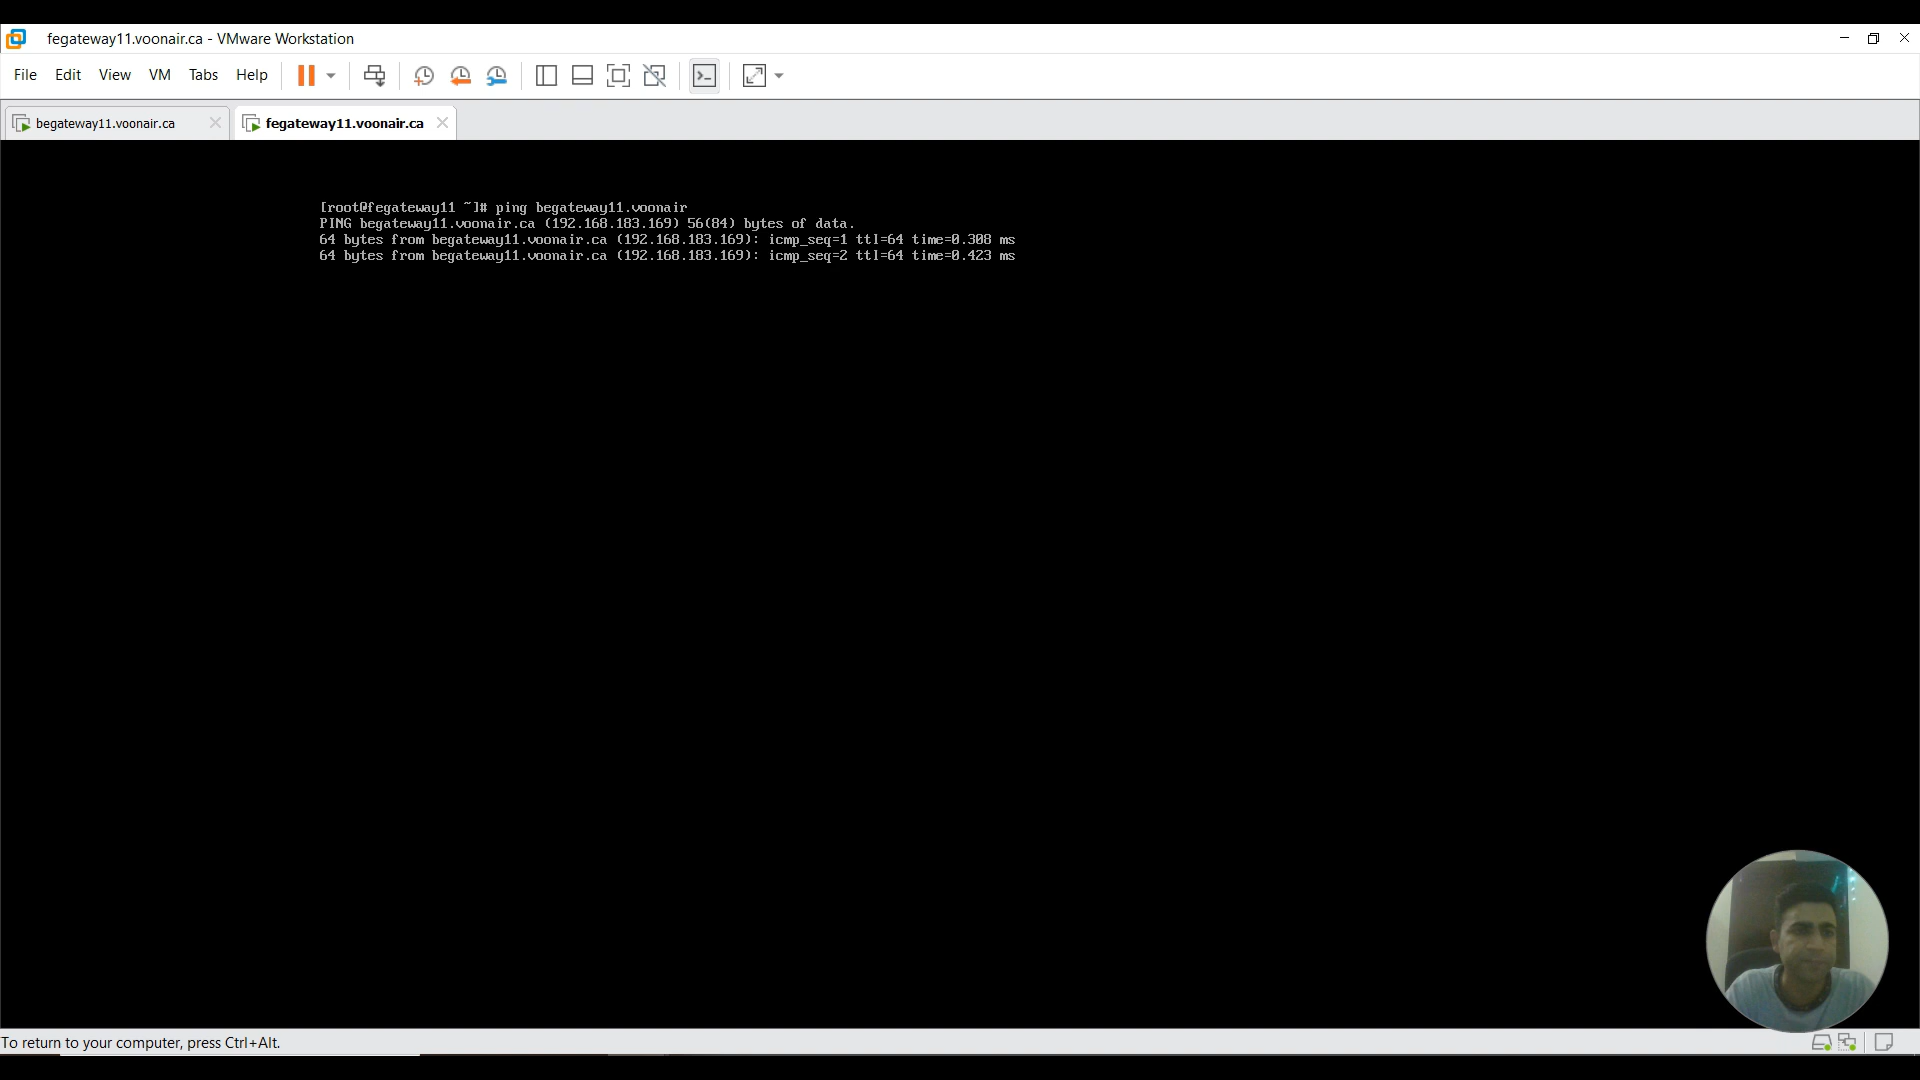 fegateway11.voonair.ca - VMware Workstation
File Edit View VM Tabs Help
begateway11.voonair.ca fegateway11.voonair.ca
[root@fegateway11 ~]# ping begateway11.voonair
PING begateway11.voonair.ca (192.168.183.169) 56(84) bytes of data.
64 bytes from begateway11.voonair.ca (192.168.183.169): icmp_seq=1 ttl=64 time=0.308 ms
64 bytes from begateway11.voonair.ca (192.168.183.169): icmp_seq=2 ttl=64 time=0.423 ms
To return to your computer, press Ctrl+Alt.